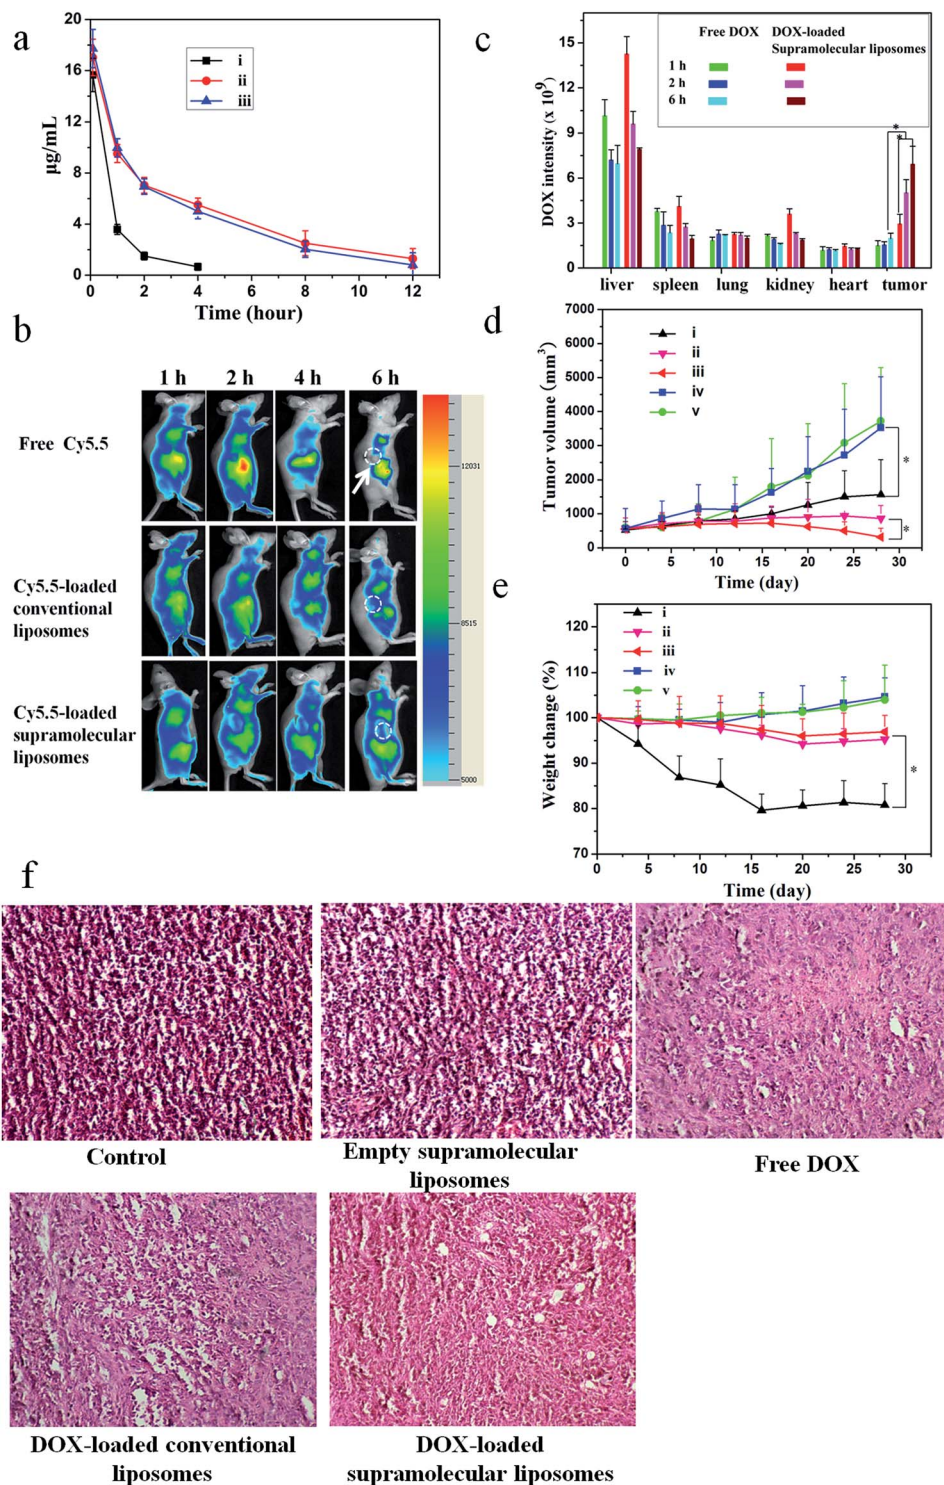 a
20
16
12
8
4
0
µg/mL
i
ii
iii
0
2
4
6
8
10
12
Time (hour)
c
15
12
9
6
3
0
DOX intensity (x 10⁹)
Free DOX
DOX-loaded
Supramolecular liposomes
1 h
2 h
6 h
*
*
liver
spleen
lung
kidney
heart
tumor
b
1 h
2 h
4 h
6 h
Free Cy5.5
Cy5.5-loaded
conventional
liposomes
Cy5.5-loaded
supramolecular
liposomes
12031
8515
5000
d
7000
6000
5000
4000
3000
2000
1000
0
Tumor volume (mm³)
i
ii
iii
iv
v
*
*
0
5
10
15
20
25
30
Time (day)
e
120
110
100
90
80
70
Weight change (%)
i
ii
iii
iv
v
*
0
5
10
15
20
25
30
Time (day)
f
Control
Empty supramolecular
liposomes
Free DOX
DOX-loaded conventional
liposomes
DOX-loaded
supramolecular liposomes